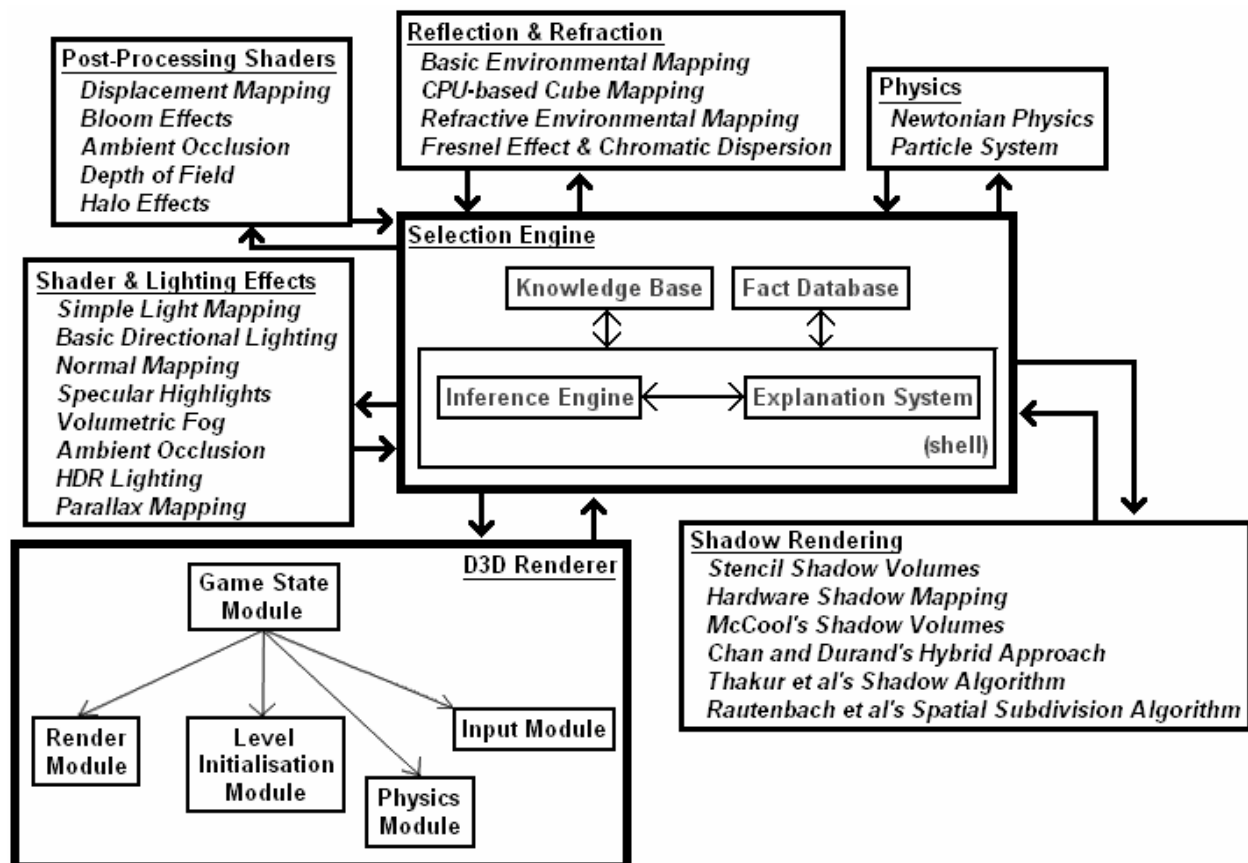 Post-Processing Shaders
Displacement Mapping
Bloom Effects
Ambient Occlusion
Depth of Field
Halo Effects
Reflection & Refraction
Basic Environmental Mapping
CPU-based Cube Mapping
Refractive Environmental Mapping
Fresnel Effect & Chromatic Dispersion
Physics
Newtonian Physics
Particle System
Shader & Lighting Effects
Simple Light Mapping
Basic Directional Lighting
Normal Mapping
Specular Highlights
Volumetric Fog
Ambient Occlusion
HDR Lighting
Parallax Mapping
Selection Engine
Knowledge Base
Fact Database
Inference Engine
Explanation System
(shell)
D3D Renderer
Game State
Module
Render
Module
Level
Initialisation
Module
Physics
Module
Input Module
Shadow Rendering
Stencil Shadow Volumes
Hardware Shadow Mapping
McCool's Shadow Volumes
Chan and Durand's Hybrid Approach
Thakur et al's Shadow Algorithm
Rautenbach et al's Spatial Subdivision Algorithm